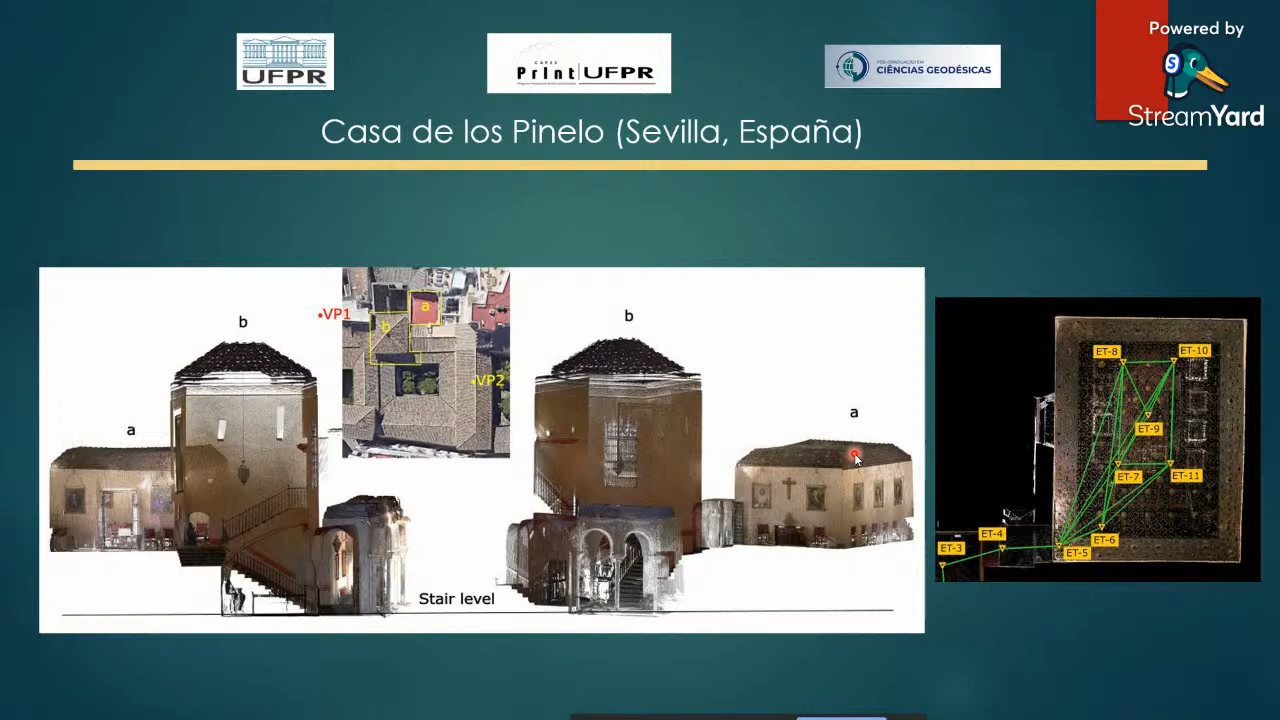 Powered by
StreamYard
UFPR
CAPES
Print UFPR
PÓS-GRADUAÇÃO EM
CIÊNCIAS GEODÉSICAS
Casa de los Pinelo (Sevilla, España)
b
a
VP1
a
b
VP2
b
a
Stair level
ET-8
ET-10
ET-9
ET-7
ET-11
ET-6
ET-5
ET-4
ET-3